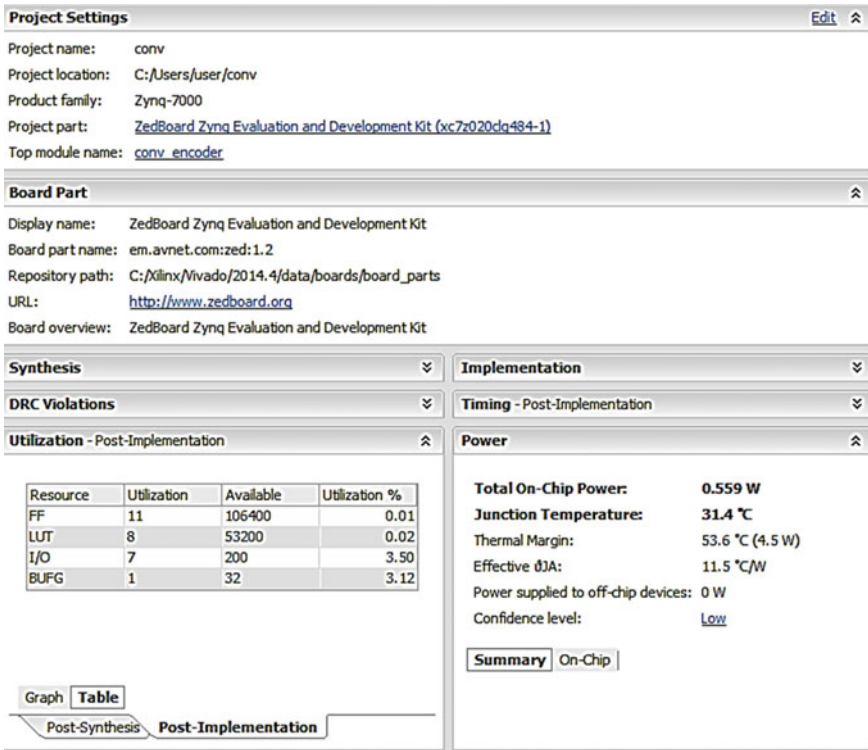 Project Settings Edit
Project name: conv
Project location: C:/Users/user/conv
Product family: Zynq-7000
Project part: ZedBoard Zynq Evaluation and Development Kit (xc7z020clg484-1)
Top module name: conv_encoder
Board Part
Display name: ZedBoard Zynq Evaluation and Development Kit
Board part name: em.avnet.com:zed:1.2
Repository path: C:/Xilinx/Vivado/2014.4/data/boards/board_parts
URL: http://www.zedboard.org
Board overview: ZedBoard Zynq Evaluation and Development Kit
Synthesis
Implementation
DRC Violations
Timing - Post-Implementation
Utilization - Post-Implementation
Resource Utilization Available Utilization %
FF 11 106400 0.01
LUT 8 53200 0.02
I/O 7 200 3.50
BUFG 1 32 3.12
Graph Table
Post-Synthesis Post-Implementation
Power
Total On-Chip Power: 0.559 W
Junction Temperature: 31.4 °C
Thermal Margin: 53.6 °C (4.5 W)
Effective ϑJA: 11.5 °C/W
Power supplied to off-chip devices: 0 W
Confidence level: Low
Summary On-Chip